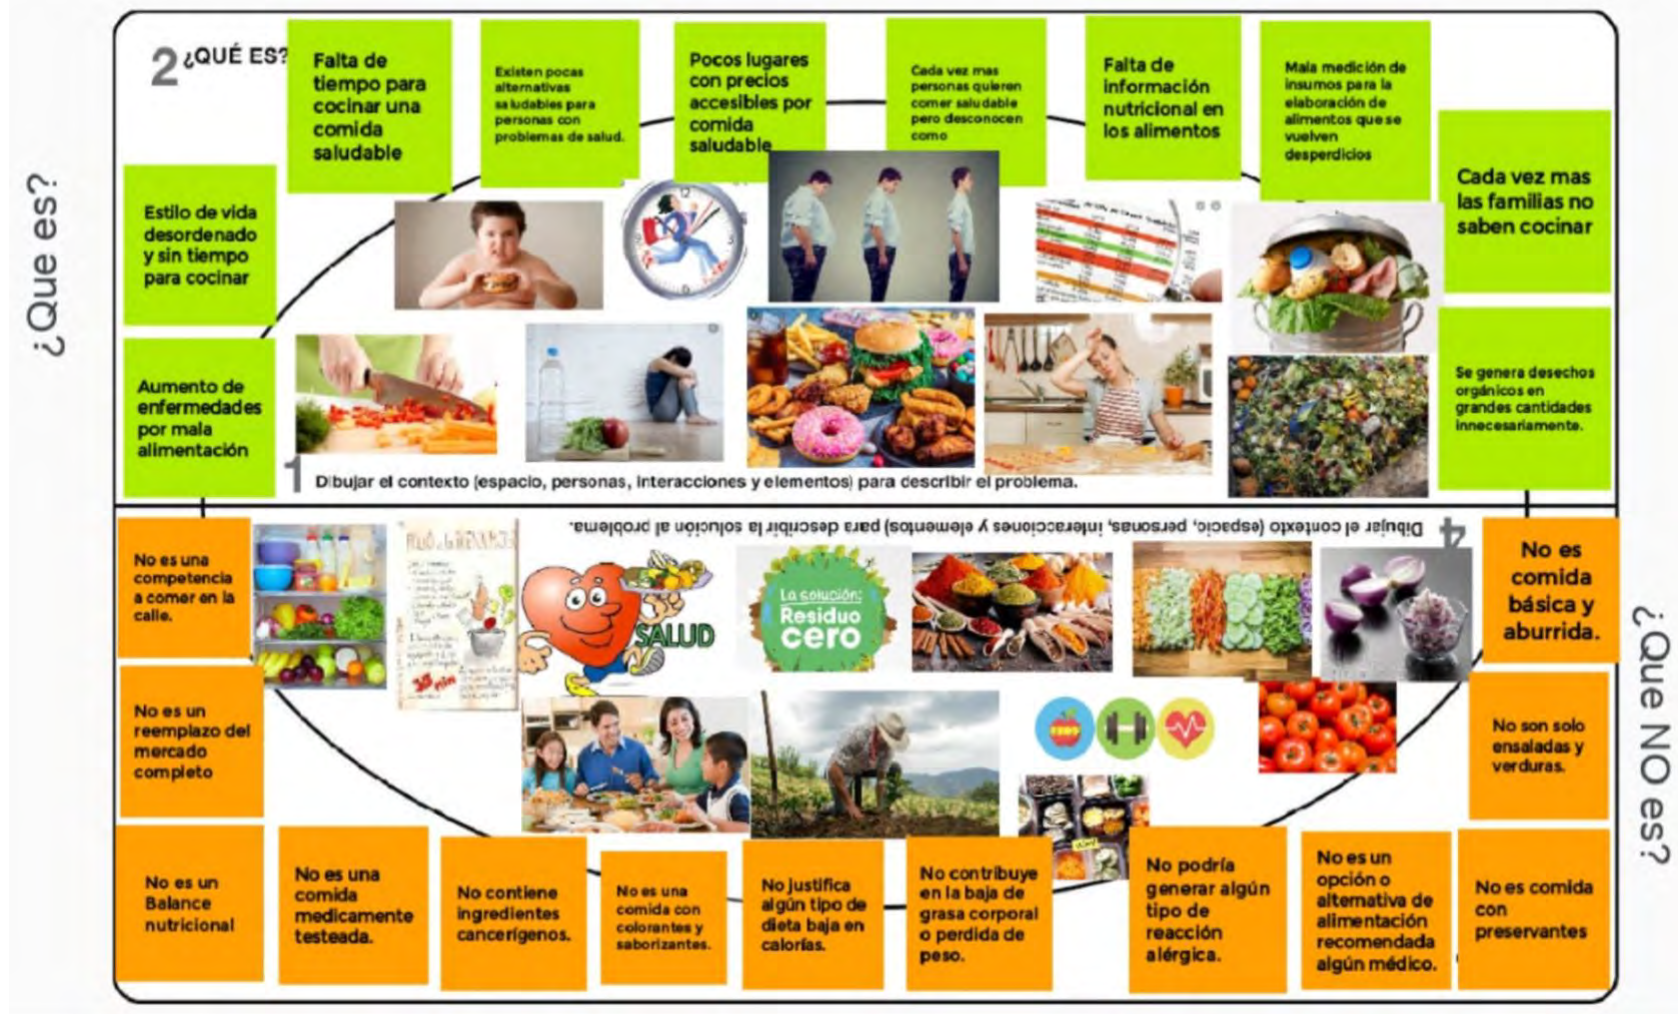 ¿Que es?
2 ¿QUÉ ES?
Falta de
tiempo para
cocinar una
comida
saludable
Existen pocas
alternativas
saludables para
personas con
problemas de salud.
Pocos lugares
con precios
accesibles por
comida
saludable
Cada vez mas
personas quieren
comer saludable
pero desconocen
como
Falta de
información
nutricional en
los alimentos
Mala medición de
insumos para la
elaboración de
alimentos que se
vuelven
desperdicios
Cada vez mas
las familias no
saben cocinar
Estilo de vida
desordenado
y sin tiempo
para cocinar
Aumento de
enfermedades
por mala
alimentación
Se genera desechos
orgánicos en
grandes cantidades
innecesariamente.
1 Dibujar el contexto (espacio, personas, interacciones y elementos) para describir el problema.
4 Dibujar el contexto (espacio, personas, interacciones y elementos) para describir la solución al problema.
¿Que NO es?
No es una
competencia
a comer en la
calle.
30 min
SALUD
La solución:
Residuo
cero
No es
comida
básica y
aburrida.
No es un
reemplazo del
mercado
completo
No son solo
ensaladas y
verduras.
No es un
Balance
nutricional
No es una
comida
medicamente
testeada.
No contiene
ingredientes
cancerígenos.
No es una
comida con
colorantes y
saborizantes.
No justifica
algún tipo de
dieta baja en
calorías.
No contribuye
en la baja de
grasa corporal
o perdida de
peso.
No podría
generar algún
tipo de
reacción
alérgica.
No es un
opción o
alternativa de
alimentación
recomendada
algún médico.
No es comida
con
preservantes